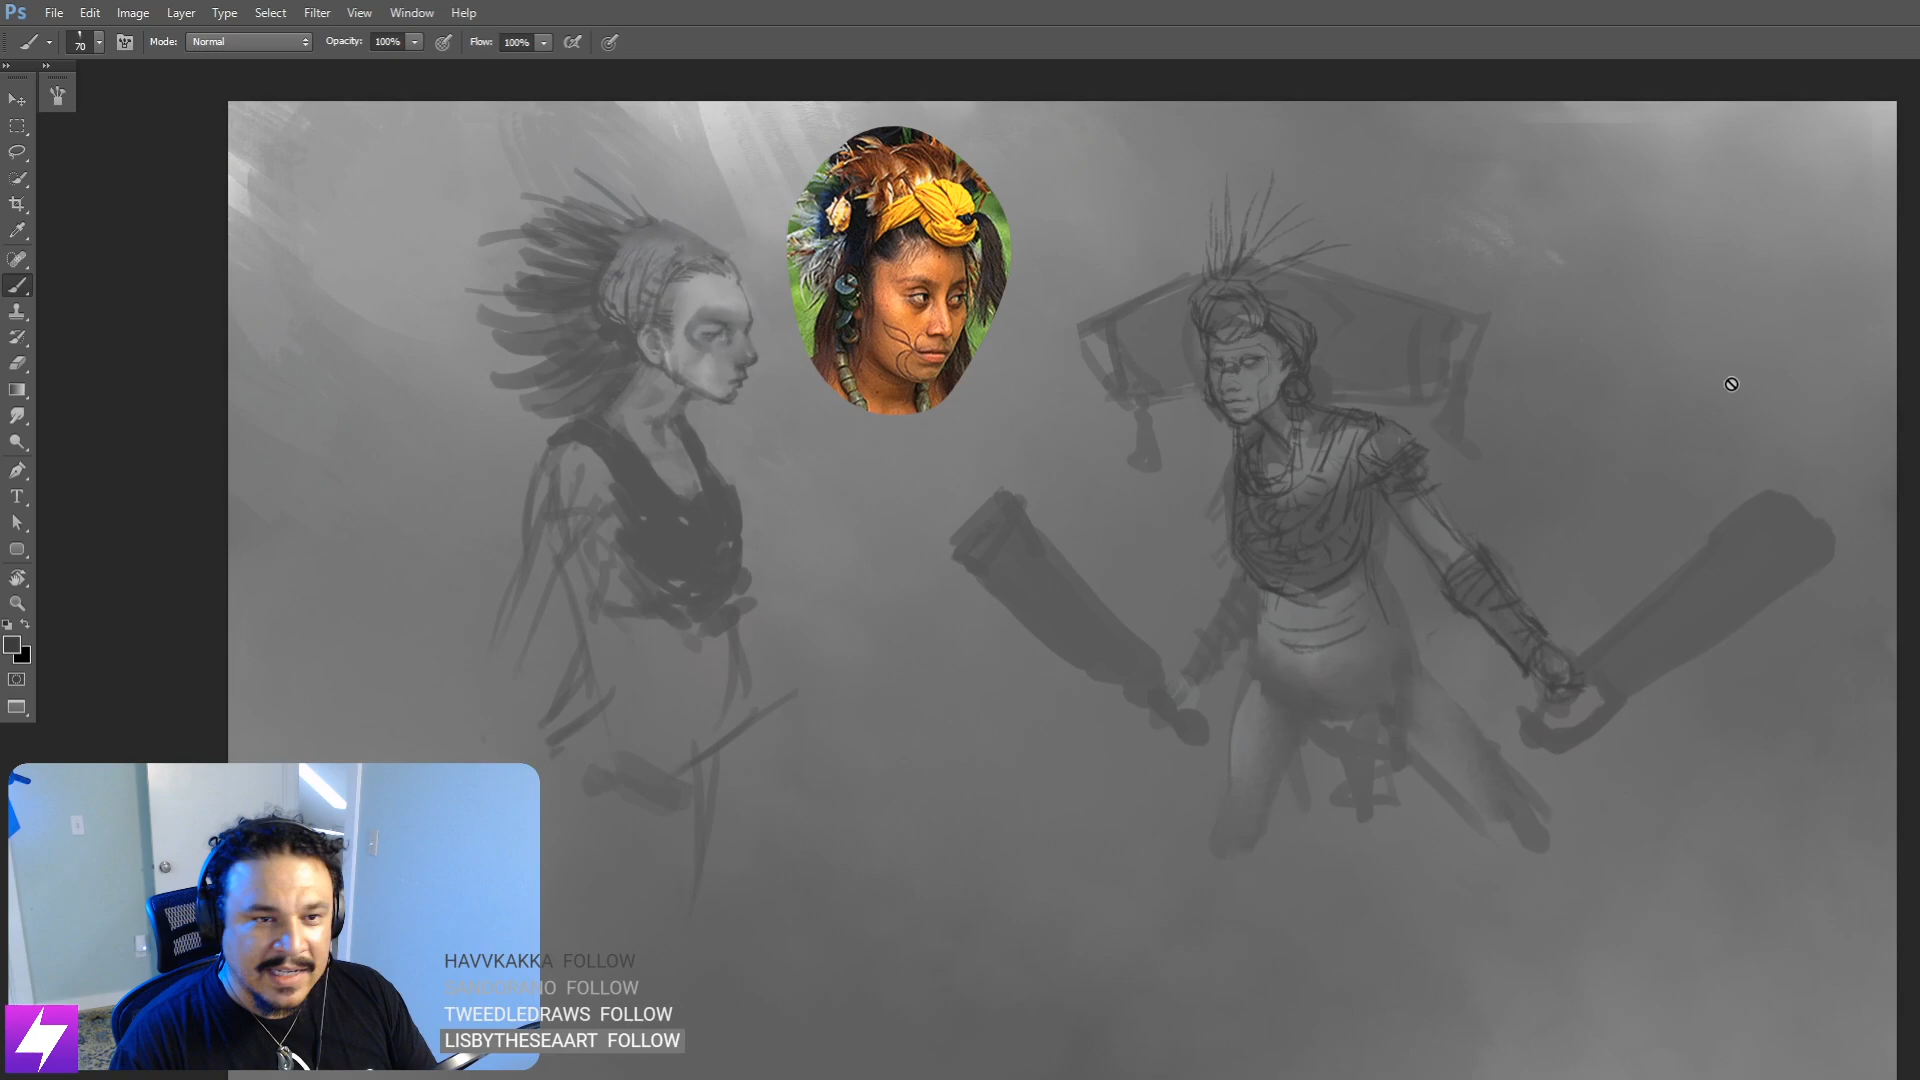 Ps File Edit Image Layer Type Select Filter View Window Help
70 Mode: Normal Opacity: 100% Flow: 100%
T
HAVVKAKKA FOLLOW
FOLLOW
TWEEDLEDRAWS FOLLOW
LISBYTHESEAART FOLLOW